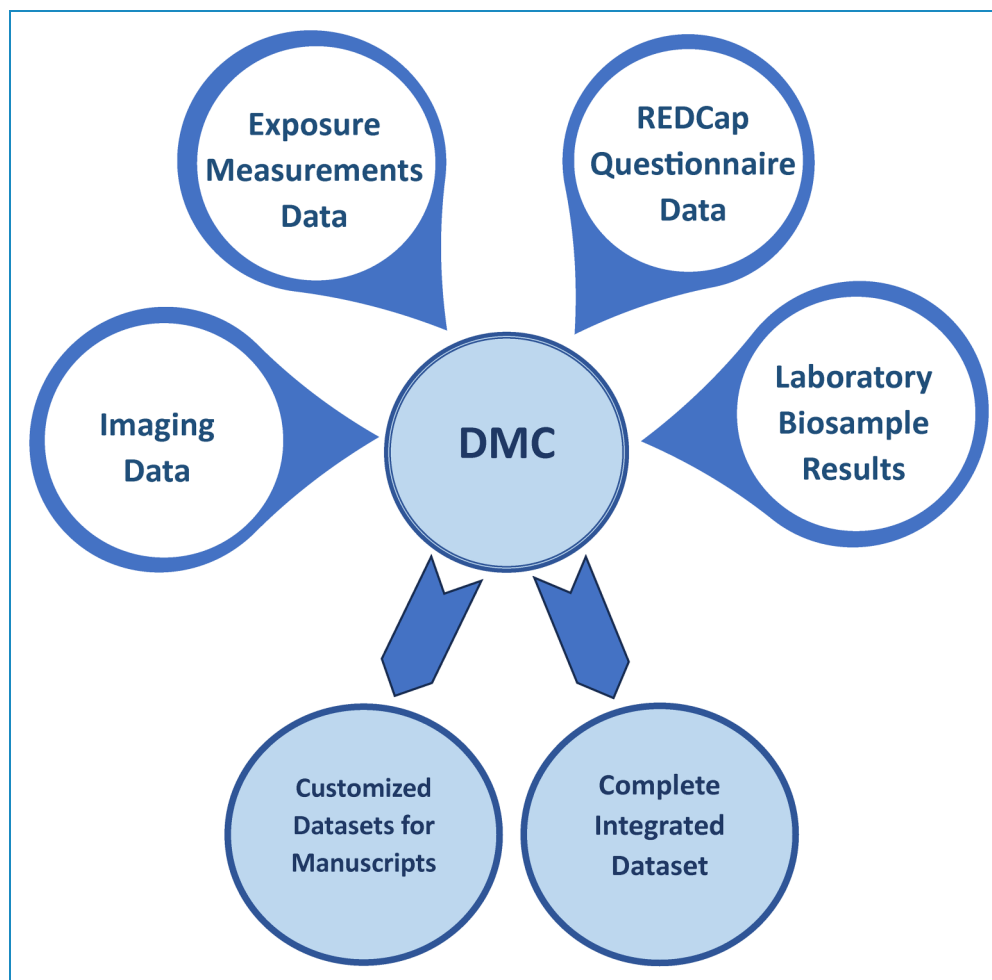 Exposure
Measurements
Data
REDCap
Questionnaire
Data
Imaging
Data
DMC
Laboratory
Biosample
Results
Customized
Datasets for
Manuscripts
Complete
Integrated
Dataset